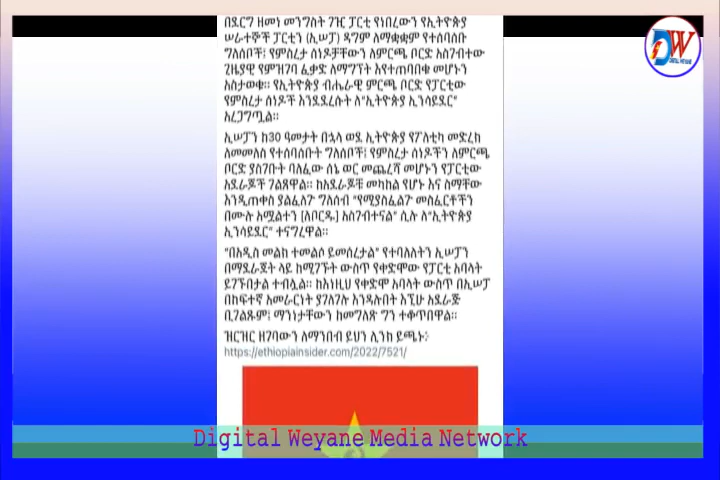 በደርግ ዘመነ መንግስት ገዢ ፓርቲ የነበረውን የኢትዮጵያ
ሠራተኞች ፓርቲን (ኢሠፓ) ዳግም ለማቋቋም የተሰባሰቡ
ግለሰቦች፤ የምስረታ ሰነዶቻቸውን ለምርጫ ቦርድ አስገብተው
ጊዜያዊ የምዝገባ ፈቃድ ለማግኘት እየተጠባበቁ መሆኑን
አስታወቁ። የኢትዮጵያ ብሔራዊ ምርጫ ቦርድ የፓርቲው
የምስረታ ሰነዶች እንደደረሱት ለ"ኢትዮጵያ ኢንሳይደር"
አረጋግጧል።
ኢሠፓን ከ30 ዓመታት በኋላ ወደ ኢትዮጵያ የፖለቲካ መድረክ
ለመመለስ የተሰባሰቡት ግለሰቦች፤ የምስረታ ሰነዶችን ለምርጫ
ቦርድ ያስገቡት ባለፈው ሰኔ ወር መጨረሻ መሆኑን የፓርቲው
አደራጆች ገልጸዋል። ከአደራጆቹ መካከል የሆኑ እና ስማቸው
እንዲጠቀስ ያልፈለጉ ግለሰብ "የሚያስፈልጉ መስፈርቶችን
በሙሉ አሟልተን [ለቦርዱ] አስገብተናል" ሲሉ ለ"ኢትዮጵያ
ኢንሳይደር" ተናግረዋል።
"በአዲስ መልክ ተመልሶ ይመሰረታል" የተባለለትን ኢሠፓን
በማደራጀት ላይ ከሚገኙት ውስጥ የቀድሞው የፓርቲ አባላት
ይገኙበታል ተብሏል። ከእነዚህ የቀድሞ አባላት ውስጥ በኢሠፓ
በከፍተኛ አመራርነት ያገለገሉ እንዳሉበት እኚሁ አደራጅ
ቢገልጹም፤ ማንነታቸውን ከመግለጽ ግን ተቆጥበዋል።
ዝርዝር ዘገባውን ለማንበብ ይህን ሊንክ ይጫኑ፦
https://ethiopiainsider.com/2022/7521/
Digital Weyane Media Network
DW
DIGITAL WEYANE